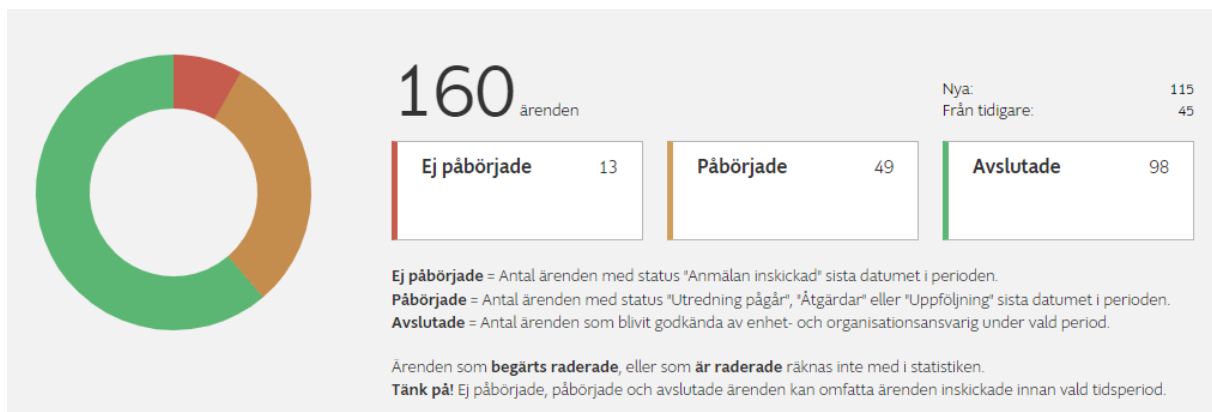 160 ärenden
Nya: 115
Från tidigare: 45
Ej påbörjade 13
Påbörjade 49
Avslutade 98
Ej påbörjade = Antal ärenden med status "Anmälan inskickad" sista datumet i perioden.
Påbörjade = Antal ärenden med status "Utredning pågår", "Åtgärdar" eller "Uppföljning" sista datumet i perioden.
Avslutade = Antal ärenden som blivit godkända av enhet- och organisationsansvarig under vald period.
Ärenden som begärts raderade, eller som är raderade räknas inte med i statistiken.
Tänk på! Ej påbörjade, påbörjade och avslutade ärenden kan omfatta ärenden inskickade innan vald tidsperiod.